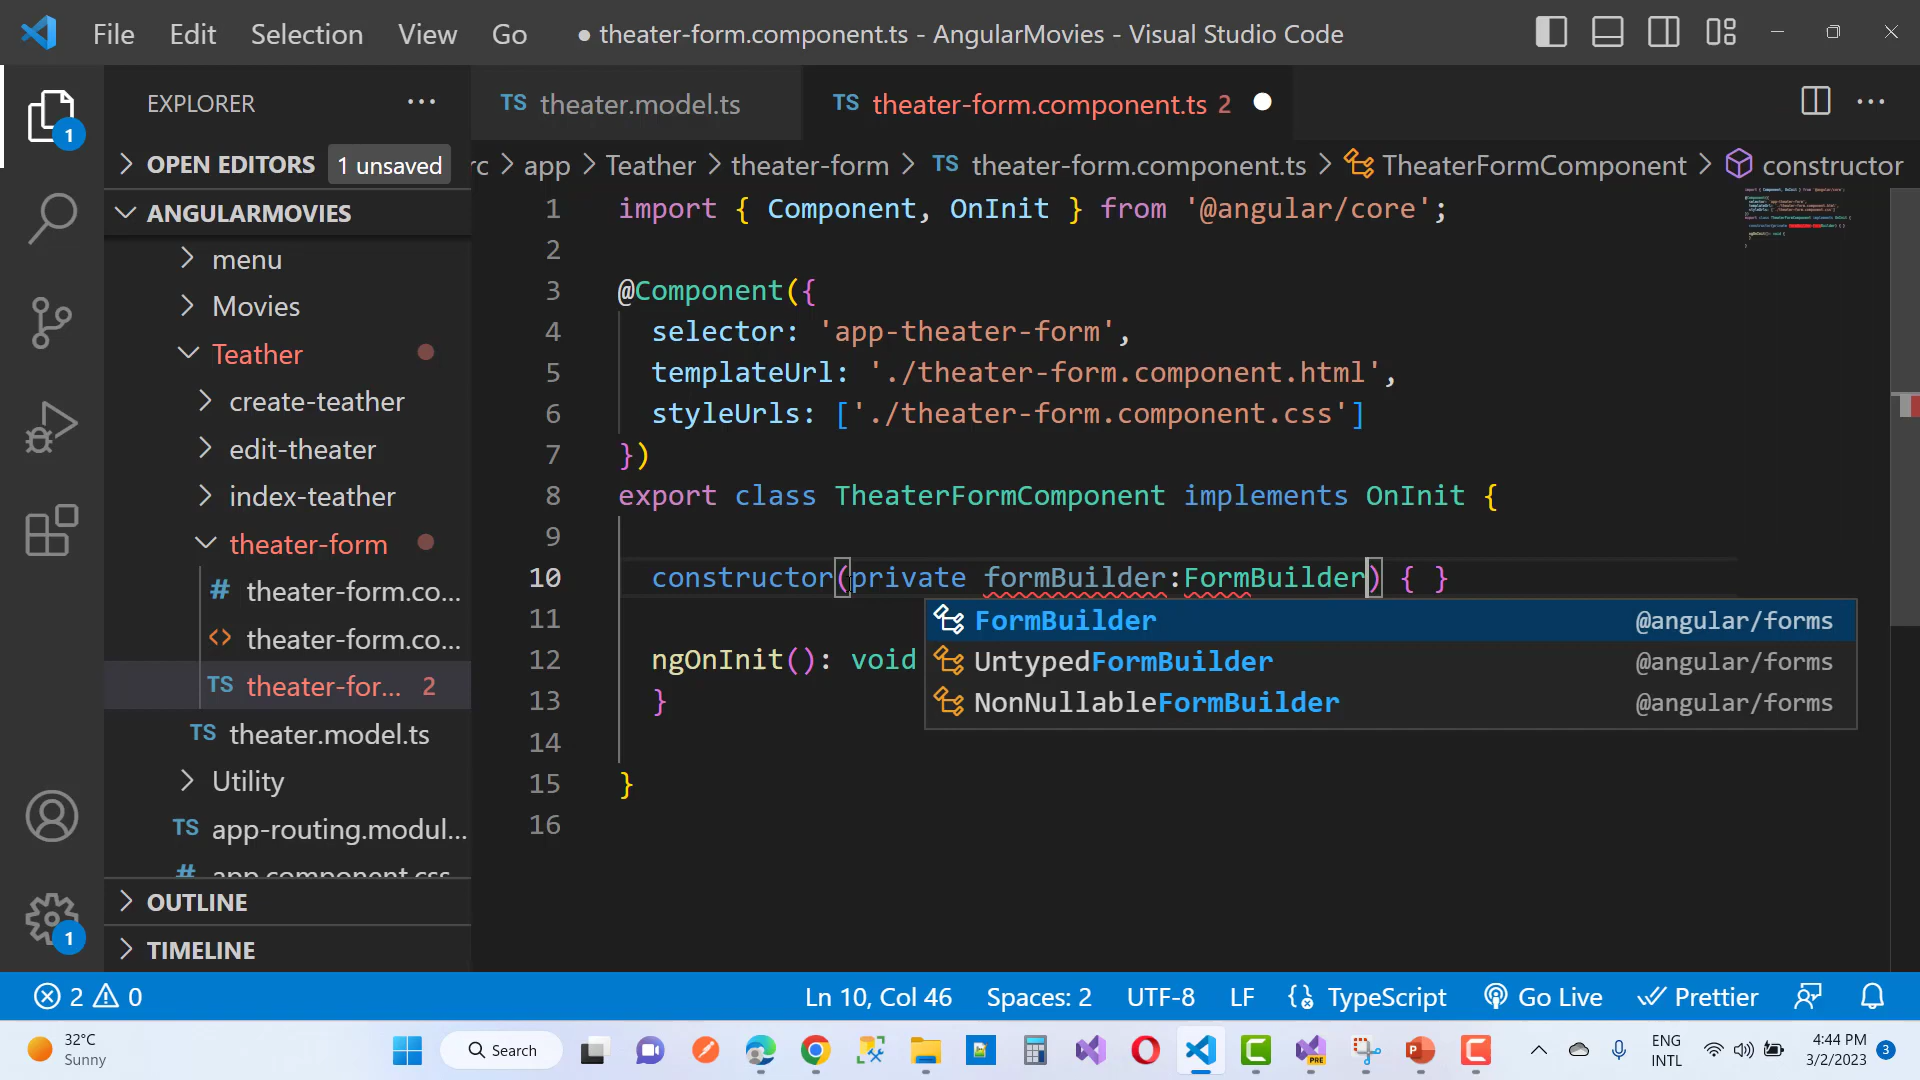 File Edit Selection View Go ● theater-form.component.ts - AngularMovies - Visual Studio Code
EXPLORER ...
TS theater.model.ts TS theater-form.component.ts 2 ...
OPEN EDITORS 1 unsaved
rc > app > Teather > theater-form > TS theater-form.component.ts > TheaterFormComponent > constructor
ANGULARMOVIES
menu
Movies
Teather
create-teather
edit-theater
index-teather
theater-form
# theater-form.co...
<> theater-form.co...
TS theater-for... 2
TS theater.model.ts
Utility
TS app-routing.modul...
# app.component.css
OUTLINE
TIMELINE
1
1
1 import { Component, OnInit } from '@angular/core';
2
3 @Component({
4 selector: 'app-theater-form',
5 templateUrl: './theater-form.component.html',
6 styleUrls: ['./theater-form.component.css']
7 })
8 export class TheaterFormComponent implements OnInit {
9
10 constructor(private formBuilder:FormBuilder) { }
11
12 ngOnInit(): void
13 }
14
15 }
16
FormBuilder @angular/forms
UntypedFormBuilder @angular/forms
NonNullableFormBuilder @angular/forms
2 0 Ln 10, Col 46 Spaces: 2 UTF-8 LF TypeScript Go Live Prettier
32°C
Sunny
Search
PRE
ENG
INTL
4:44 PM
3/2/2023
3